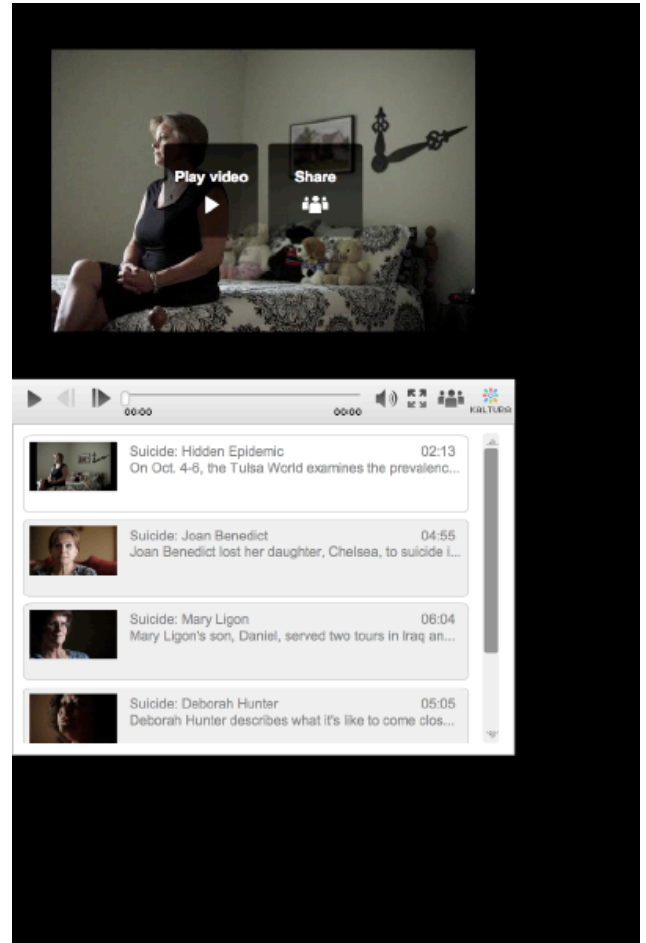 Play video
Share
00:00
00:00
KALTURA
Suicide: Hidden Epidemic 02:13
On Oct. 4-6, the Tulsa World examines the prevalenc...
Suicide: Joan Benedict 04:55
Joan Benedict lost her daughter, Chelsea, to suicide i...
Suicide: Mary Ligon 06:04
Mary Ligon's son, Daniel, served two tours in Iraq an...
Suicide: Deborah Hunter 05:05
Deborah Hunter describes what it's like to come clos...